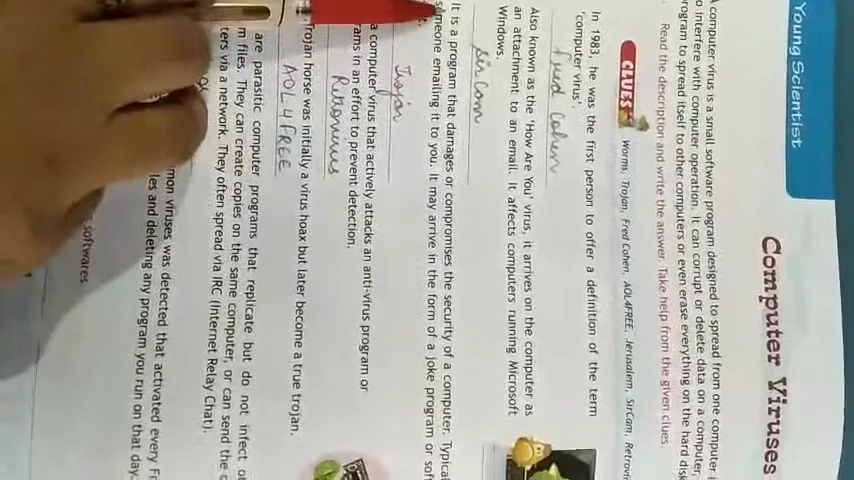 Young Scientist
Computer Viruses
A computer virus is a small software program designed to spread from one computer
to interfere with computer operation. It can corrupt or delete data on a computer,
program to spread itself to other computers or even erase everything on the hard disk
Read the description and write the answer. Take help from the given clues.
CLUES Worms, Trojan, Fred Cohen, AOL4FREE, Jerusalem, SirCam, Retrovir
In 1983, he was the first person to offer a definition of the term
'computer virus'.
fred Cohen
Also known as the 'How Are You' virus, it arrives on the computer as
an attachment to an email. It affects computers running Microsoft
Windows.
sircam
It is a program that damages or compromises the security of a computer. Typical
someone emailing it to you. It may arrive in the form of a joke program or soft
Trojan
a computer virus that actively attacks an anti-virus program or
rams in an effort to prevent detection.
Trojan horse was initially a virus hoax but later become a true trojan.
AOL4FREE
are parasitic computer programs that replicate but do not infect
m files. They can create copies on the same computer, or can send the
ters via a network. They often spread via IRC (Internet Relay Chat).
mon viruses was detected that activated every Fr
les and deleting any program you run on that day.
softwares.